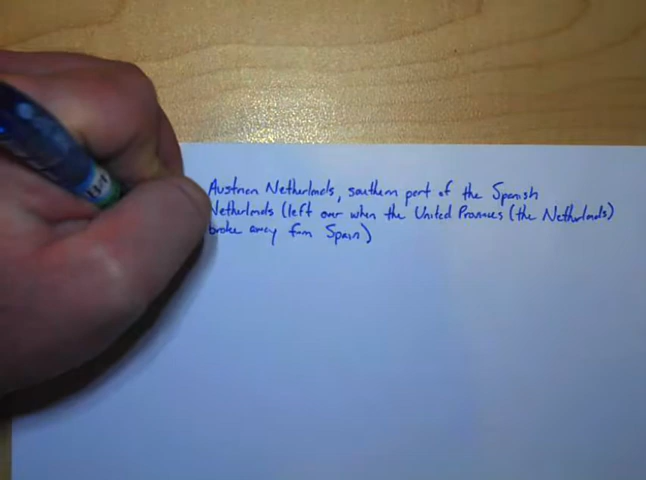 Austrian Netherlands, southern part of the Spanish
Netherlands (left over when the United Provinces (the Netherlands)
broke away from Spain)